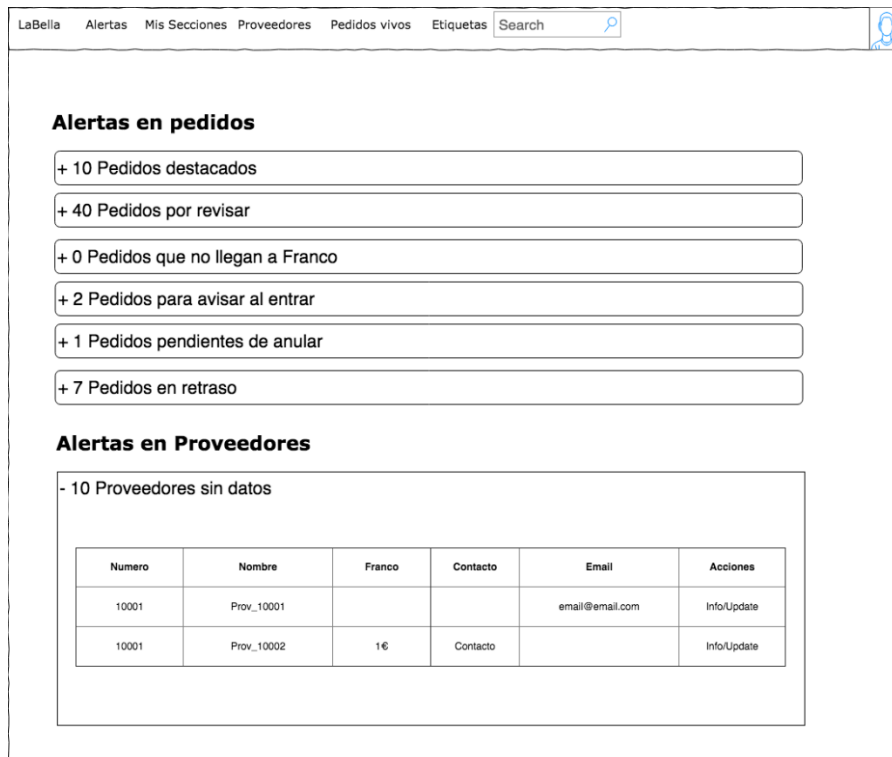 LaBella Alertas Mis Secciones Proveedores Pedidos vivos Etiquetas Search
Alertas en pedidos
+ 10 Pedidos destacados
+ 40 Pedidos por revisar
+ 0 Pedidos que no llegan a Franco
+ 2 Pedidos para avisar al entrar
+ 1 Pedidos pendientes de anular
+ 7 Pedidos en retraso
Alertas en Proveedores
- 10 Proveedores sin datos
Numero Nombre Franco Contacto Email Acciones
10001 Prov_10001 email@email.com Info/Update
10001 Prov_10002 1€ Contacto Info/Update